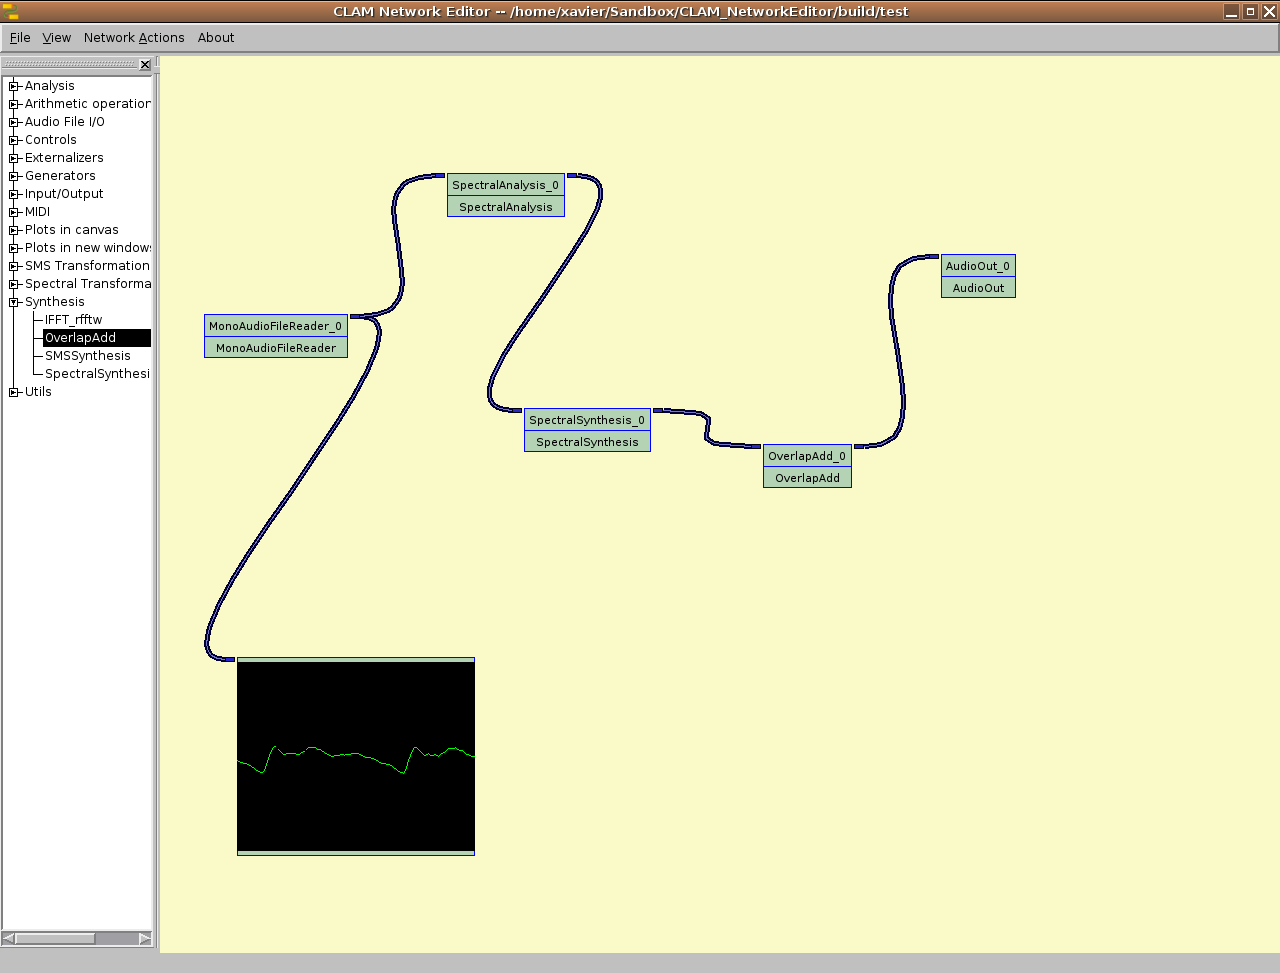 CLAM Network Editor -- /home/xavier/Sandbox/CLAM_NetworkEditor/build/test
File View Network Actions About
Analysis
Arithmetic operation
Audio File I/O
Controls
Externalizers
Generators
Input/Output
MIDI
Plots in canvas
Plots in new windows
SMS Transformation
Spectral Transforma
Synthesis
IFFT_rfftw
OverlapAdd
SMSSynthesis
SpectralSynthesi
Utils
SpectralAnalysis_0
SpectralAnalysis
AudioOut_0
AudioOut
MonoAudioFileReader_0
MonoAudioFileReader
SpectralSynthesis_0
SpectralSynthesis
OverlapAdd_0
OverlapAdd